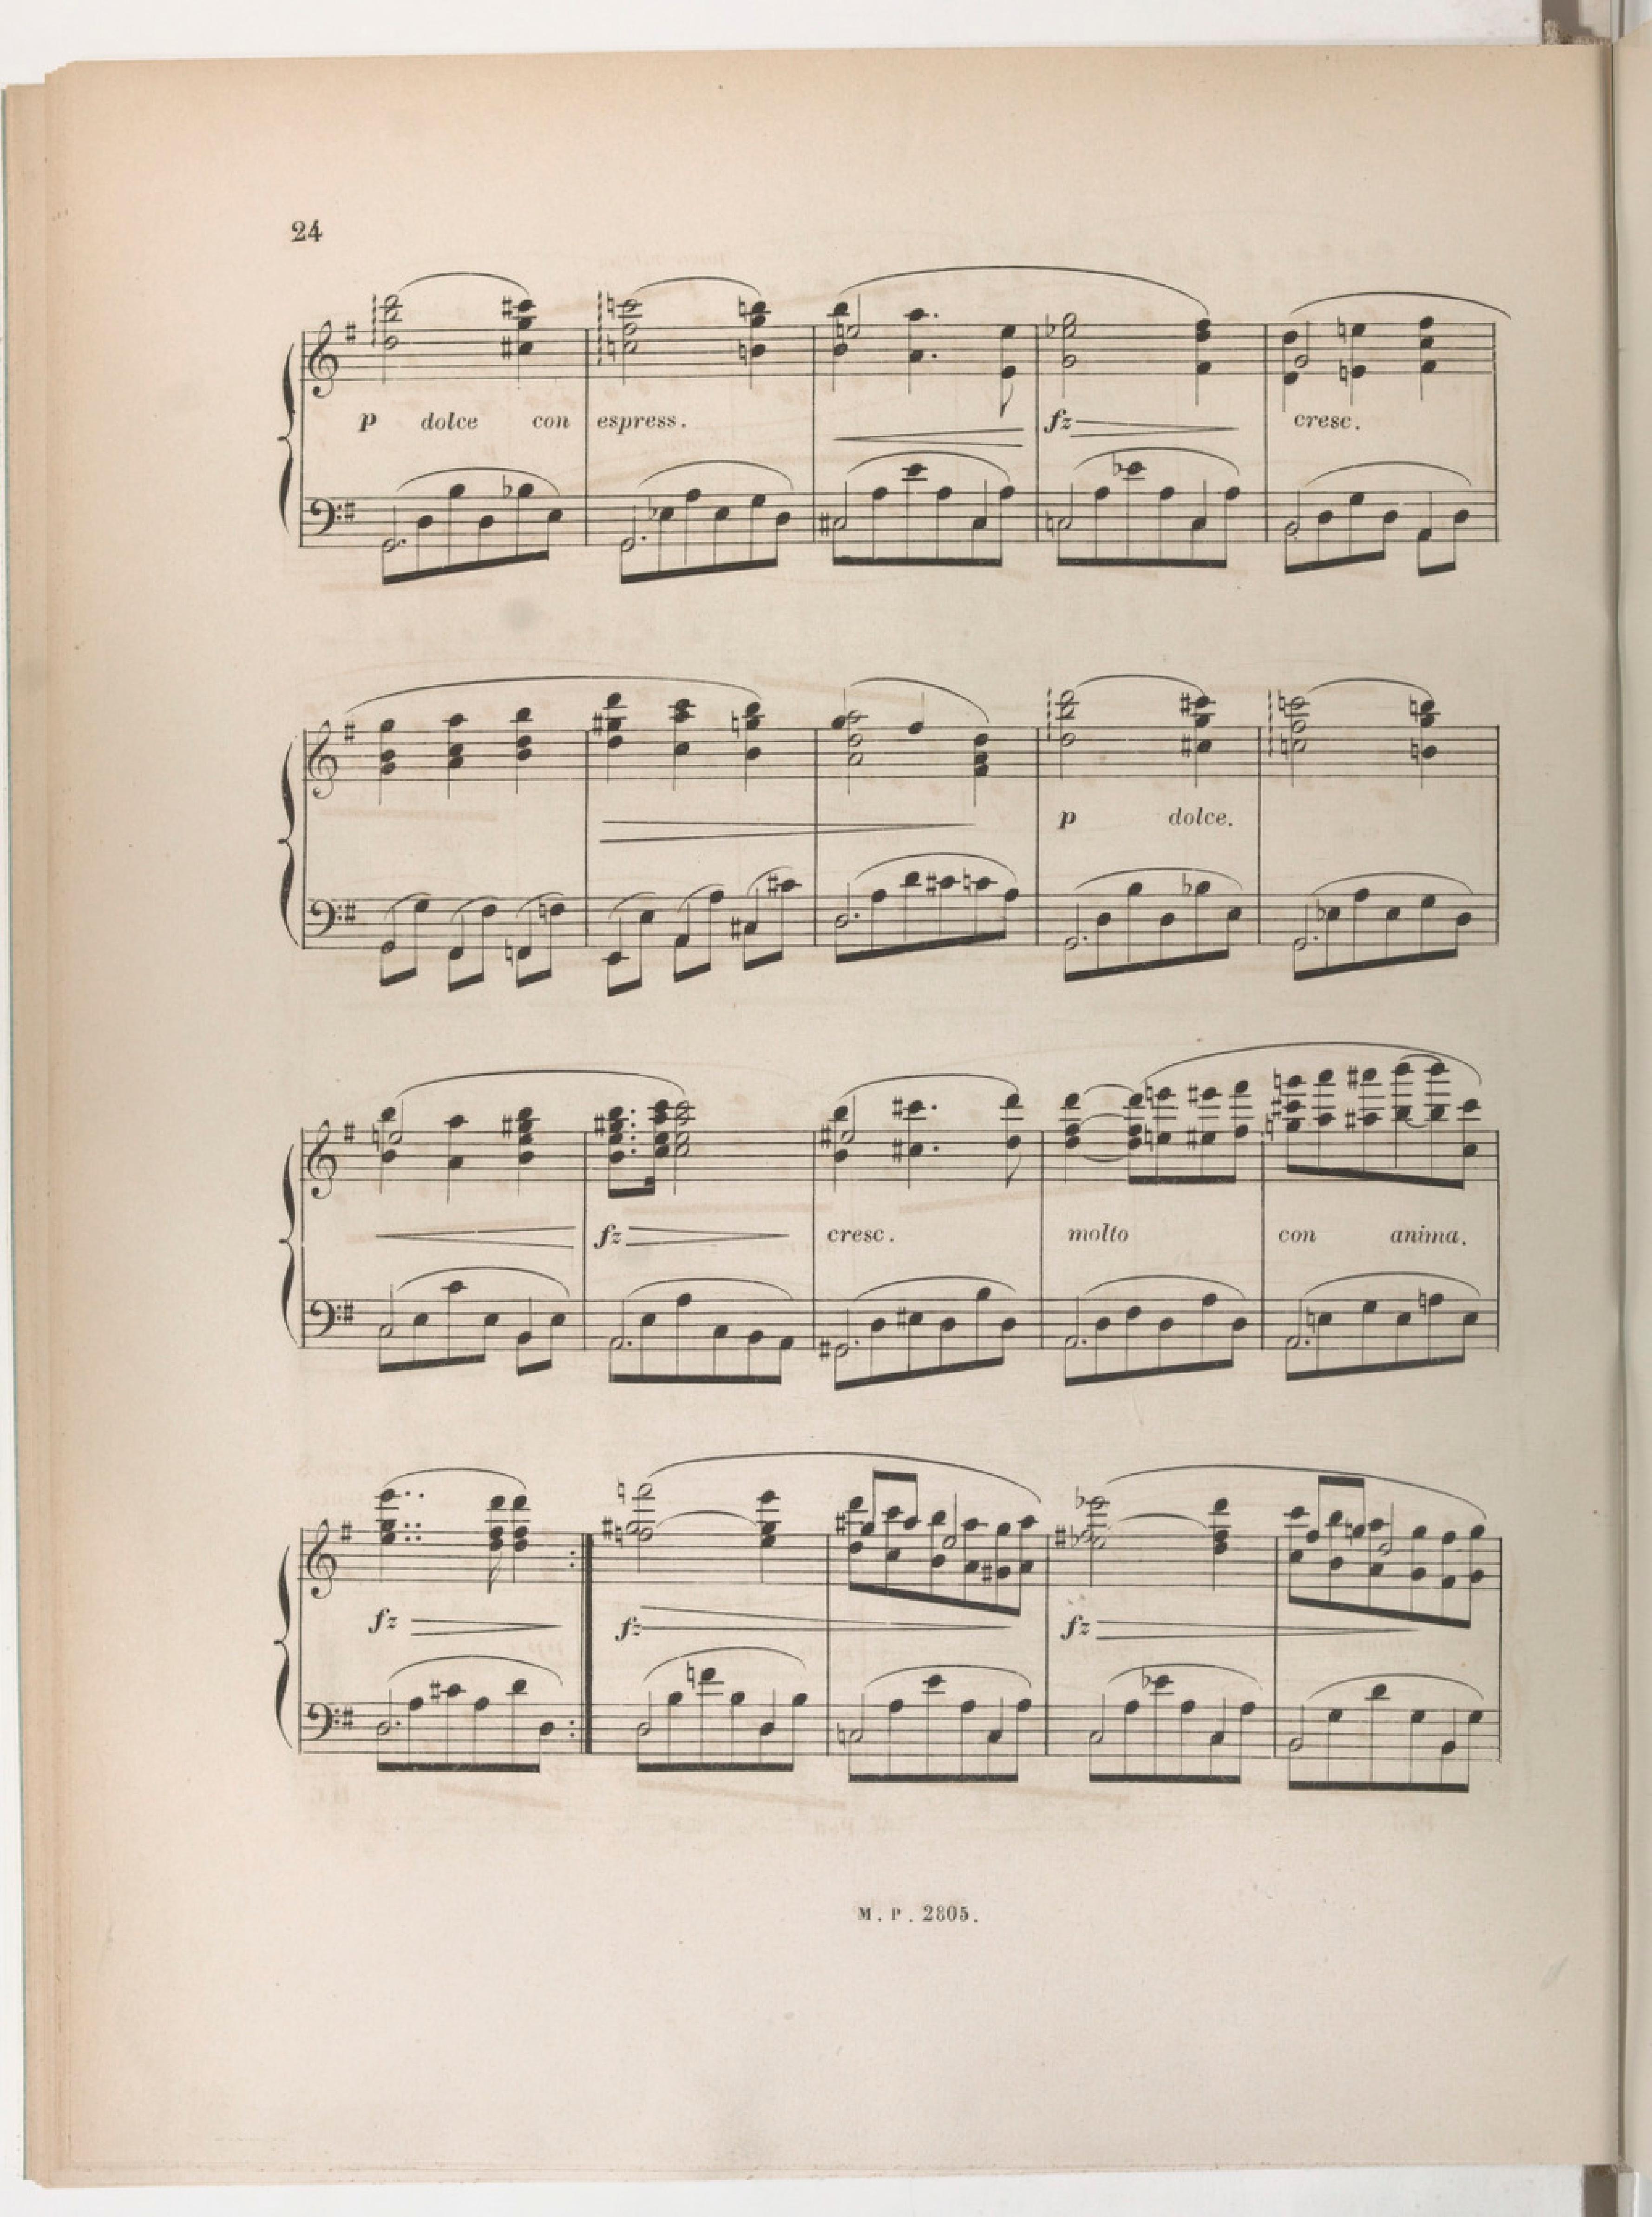 24
p dolce con espress. fz cresc.
p dolce.
fz cresc. molto con anima.
fz fz fz
M. P. 2805.